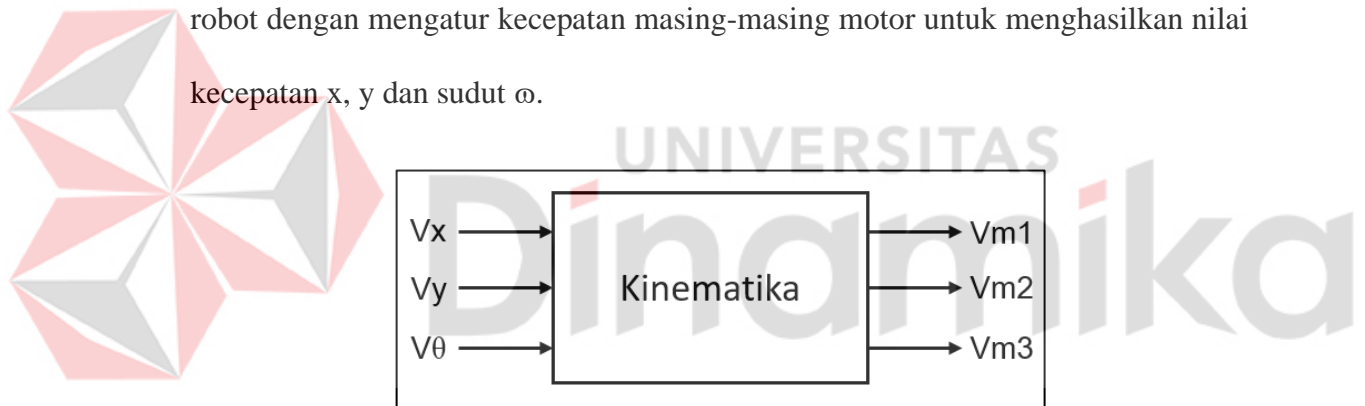 robot dengan mengatur kecepatan masing-masing motor untuk menghasilkan nilai
kecepatan x, y dan sudut ω.
UNIVERSITAS
Dinamika
Vx
Vy
Vθ
Kinematika
Vm1
Vm2
Vm3